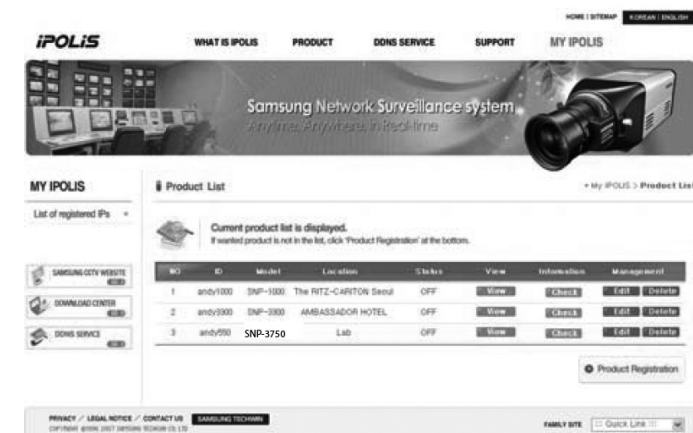 HOME | SITEMAP KOREAN | ENGLISH
iPOLiS WHAT IS IPOLIS PRODUCT DDNS SERVICE SUPPORT MY IPOLIS
Samsung Network Surveillance system
Anytime, Anywhere, in Real-time
MY IPOLIS
Product List
• My IPOLIS > Product List
List of registered IPs
Current product list is displayed.
If wanted product is not in the list, click 'Product Registration' at the bottom.
SAMSUNG CCTV WEBSITE
DOWNLOAD CENTER
DDNS SERVICE
NO ID Model Location Status View Information Management
1 andy1000 SNP-1000 The RITZ-CARITON Seoul OFF View Check Edit Delete
2 andy3300 SNP-3300 AMBASSADOR HOTEL OFF View Check Edit Delete
3 andy550 SNP-3750 Lab OFF View Check Edit Delete
Product Registration
PRIVACY / LEGAL NOTICE / CONTACT US SAMSUNG TECHWIN
FAMILY SITE ::: Quick Link :::